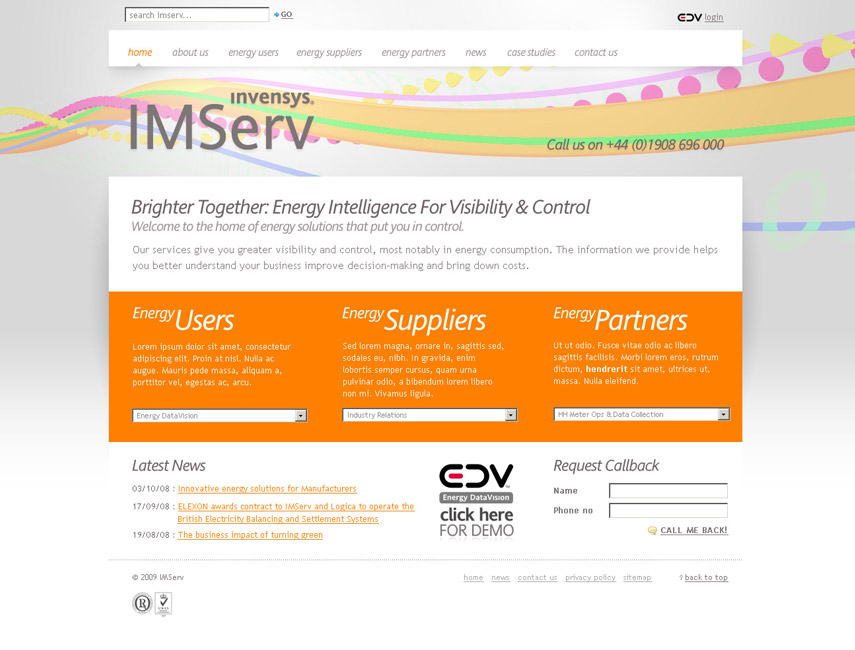 search imserv...
GO
EDV login
home about us energy users energy suppliers energy partners news case studies contact us
invensys.
IMServ
Call us on +44 (0)1908 696 000
Brighter Together: Energy Intelligence For Visibility & Control
Welcome to the home of energy solutions that put you in control.
Our services give you greater visibility and control, most notably in energy consumption. The information we provide helps
you better understand your business improve decision-making and bring down costs.
Energy Users
Lorem ipsum dolor sit amet, consectetur
adipiscing elit. Proin at nisl. Nulla ac
augue. Mauris pede massa, aliquam a,
porttitor vel, egestas ac, arcu.
Energy DataVision
Energy Suppliers
Sed lorem magna, ornare in, sagittis sed,
sodales eu, nibh. In gravida, enim
lobortis semper cursus, quam urna
pulvinar odio, a bibendum lorem libero
non mi. Vivamus ligula.
Industry Relations
Energy Partners
Ut ut odio. Fusce vitae odio ac libero
sagittis facilisis. Morbi lorem eros, rutrum
dictum, hendrerit sit amet, ultrices ut,
massa. Nulla eleifend.
HH Meter Ops & Data Collection
Latest News
03/10/08 : Innovative energy solutions for Manufacturers
17/09/08 : ELEXON awards contract to IMServ and Logica to operate the
British Electricity Balancing and Settlement Systems
19/08/08 : The business impact of turning green
EDV
Energy DataVision
click here
FOR DEMO
Request Callback
Name
Phone no
CALL ME BACK!
© 2009 IMServ
home news contact us privacy policy sitemap
back to top
R